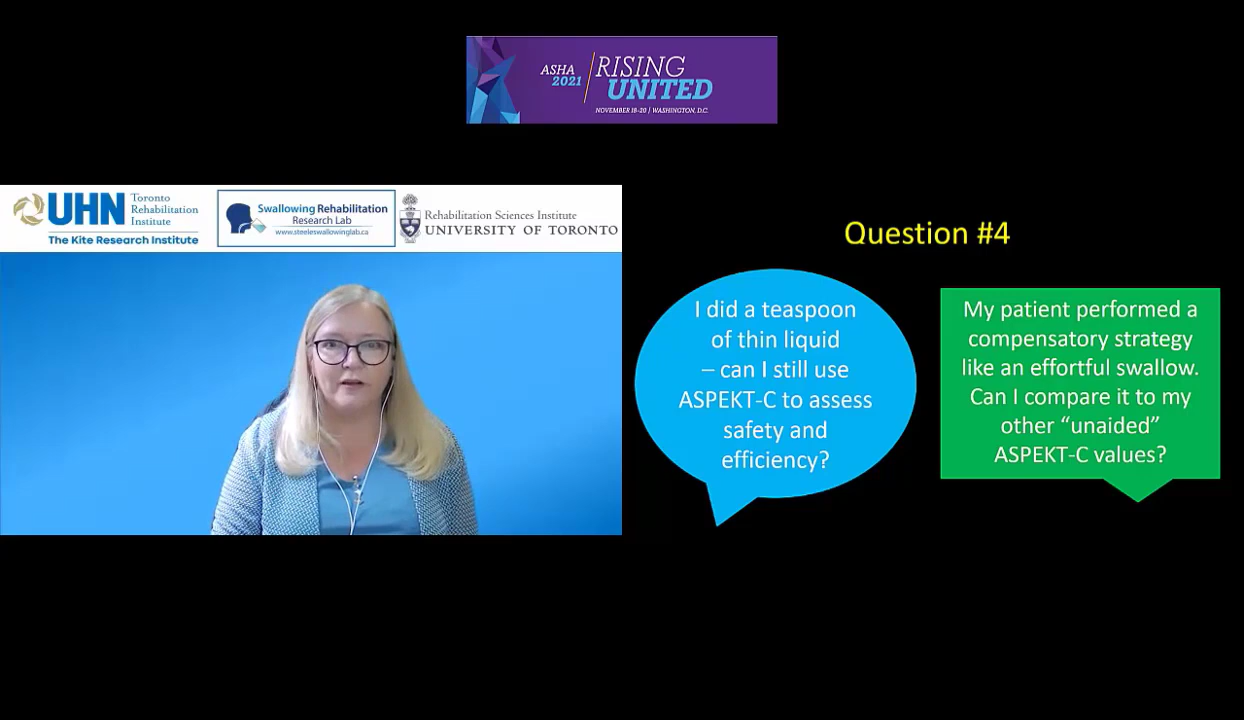 ASHA
2021
RISING
UNITED
NOVEMBER 18-20 | WASHINGTON, D.C.
UHN
Toronto
Rehabilitation
Institute
The Kite Research Institute
Swallowing Rehabilitation
Research Lab
www.steeleswallowinglab.ca
Rehabilitation Sciences Institute
UNIVERSITY OF TORONTO
Question #4
I did a teaspoon
of thin liquid
– can I still use
ASPEKT-C to assess
safety and
efficiency?
My patient performed a
compensatory strategy
like an effortful swallow.
Can I compare it to my
other “unaided”
ASPEKT-C values?